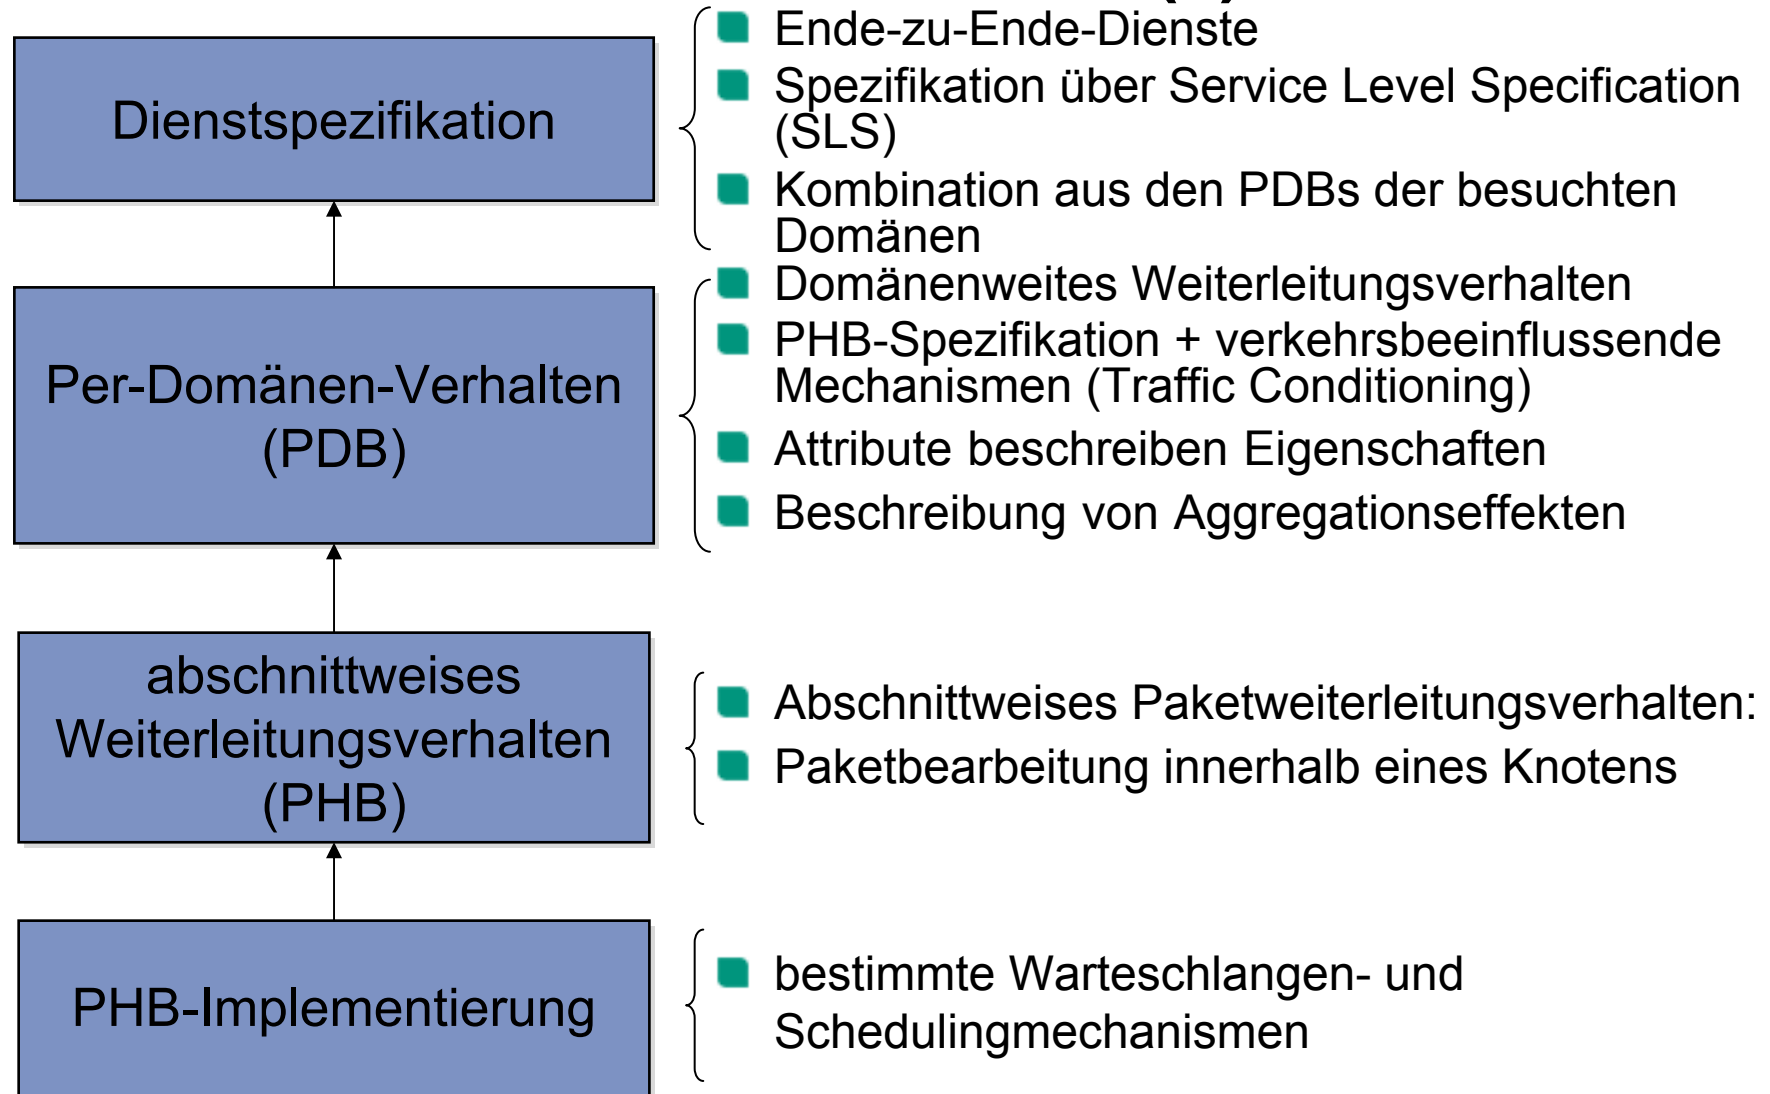 Dienstspezifikation
Ende-zu-Ende-Dienste
Spezifikation über Service Level Specification
(SLS)
Kombination aus den PDBs der besuchten
Domänen
Per-Domänen-Verhalten
(PDB)
Domänenweites Weiterleitungsverhalten
PHB-Spezifikation + verkehrsbeeinflussende
Mechanismen (Traffic Conditioning)
Attribute beschreiben Eigenschaften
Beschreibung von Aggregationseffekten
abschnittweises
Weiterleitungsverhalten
(PHB)
Abschnittweises Paketweiterleitungsverhalten:
Paketbearbeitung innerhalb eines Knotens
PHB-Implementierung
bestimmte Warteschlangen- und
Schedulingmechanismen